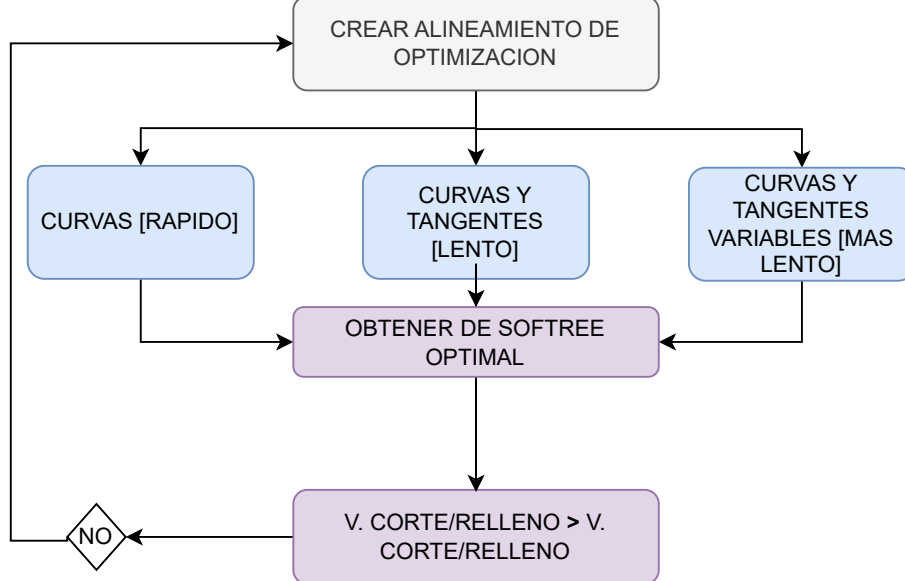 CREAR ALINEAMIENTO DE
OPTIMIZACION
CURVAS [RAPIDO]
CURVAS Y
TANGENTES
[LENTO]
CURVAS Y
TANGENTES
VARIABLES [MAS
LENTO]
OBTENER DE SOFTREE
OPTIMAL
V. CORTE/RELLENO > V.
CORTE/RELLENO
NO